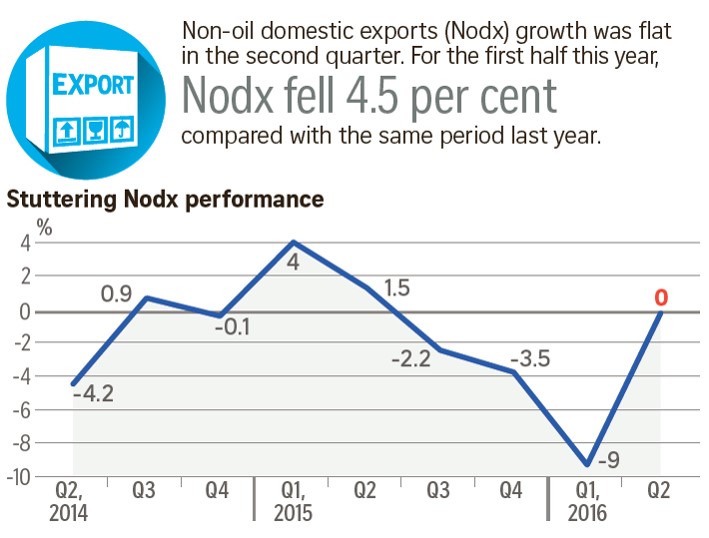 EXPORT
Non-oil domestic exports (Nodx) growth was flat
in the second quarter. For the first half this year,
Nodx fell 4.5 per cent
compared with the same period last year.
Stuttering Nodx performance
%
4
2
0
-2
-4
-6
-8
-10
-4.2
0.9
-0.1
4
1.5
-2.2
-3.5
-9
0
Q2, Q3 Q4 Q1, Q2 Q3 Q4 Q1, Q2
2014 2015 2016